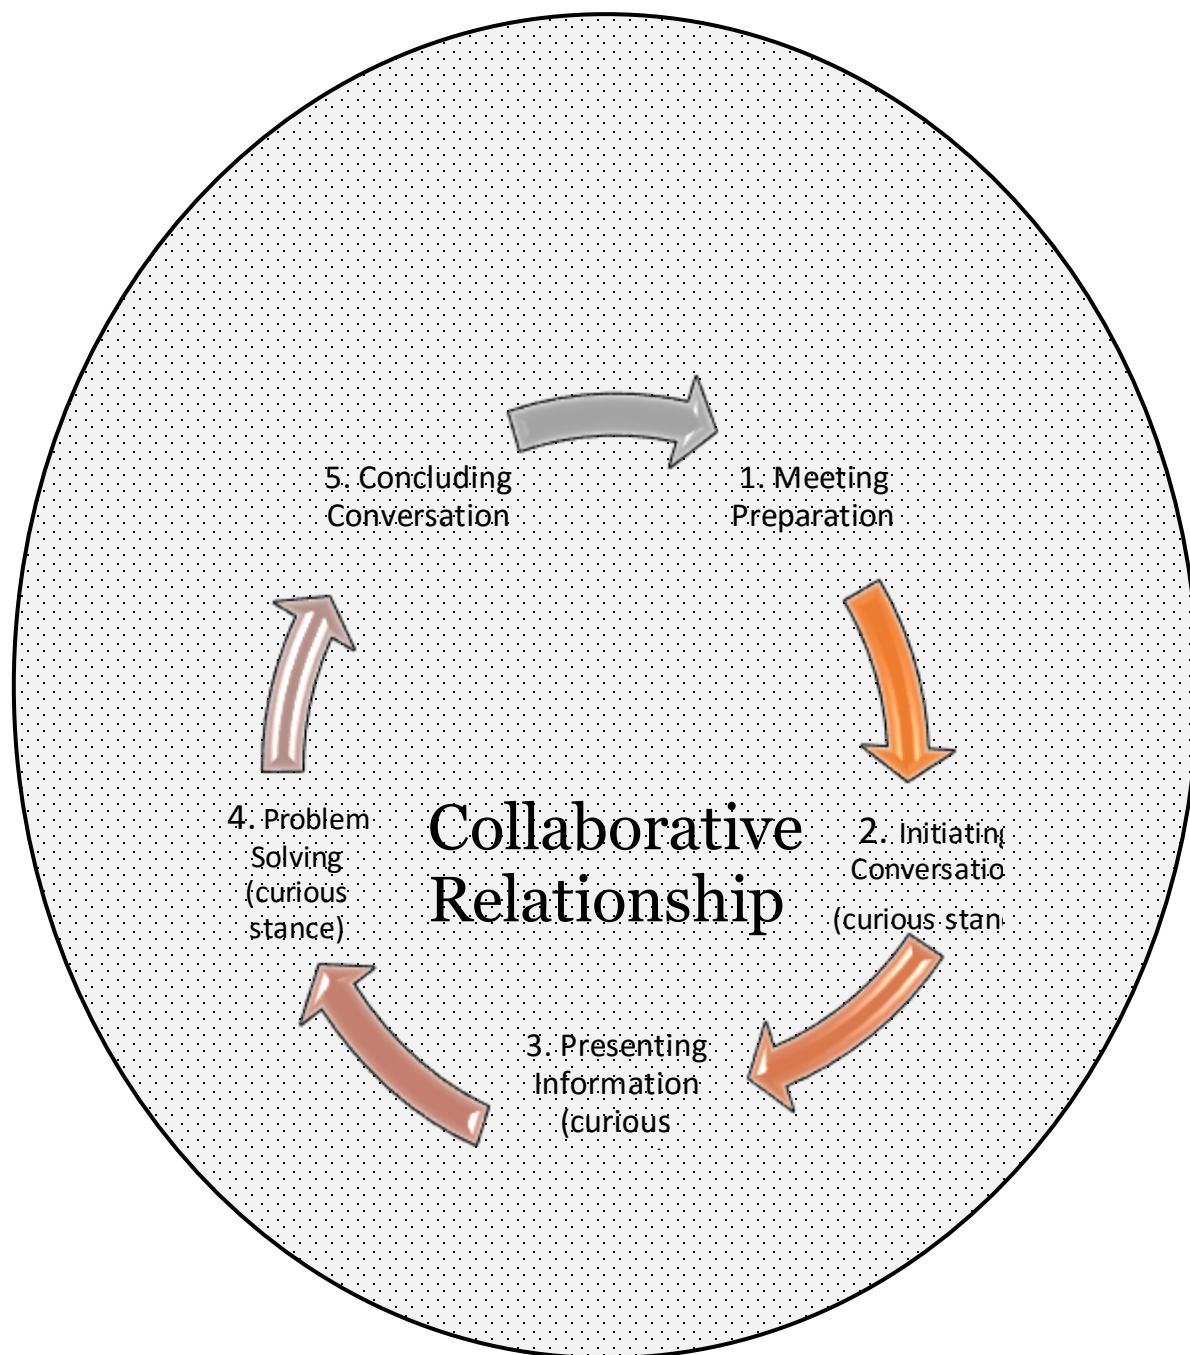 5. Concluding
Conversation
1. Meeting
Preparation
4. Problem
Solving
(curious
stance)
Collaborative
Relationship
2. Initiating
Conversatio
(curious stan
3. Presenting
Information
(curious